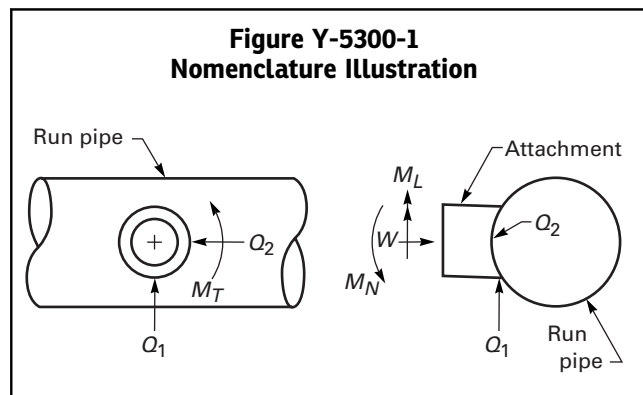 Figure Y-5300-1
Nomenclature Illustration
Run pipe
Q2
MT
Q1
Attachment
ML
W
Q2
MN
Q1
Run
pipe